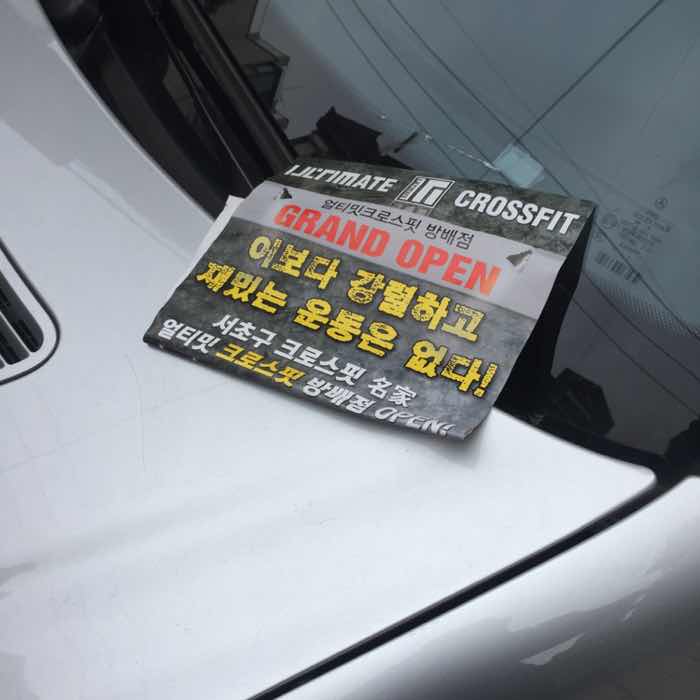 ULTIMATE CROSSFIT
얼티밋크로스핏 방배점
GRAND OPEN
이보다 강렬하고
재밌는 운동은 없다!
서초구 크로스핏 名家
얼티밋 크로스핏 방배점 OPEN!